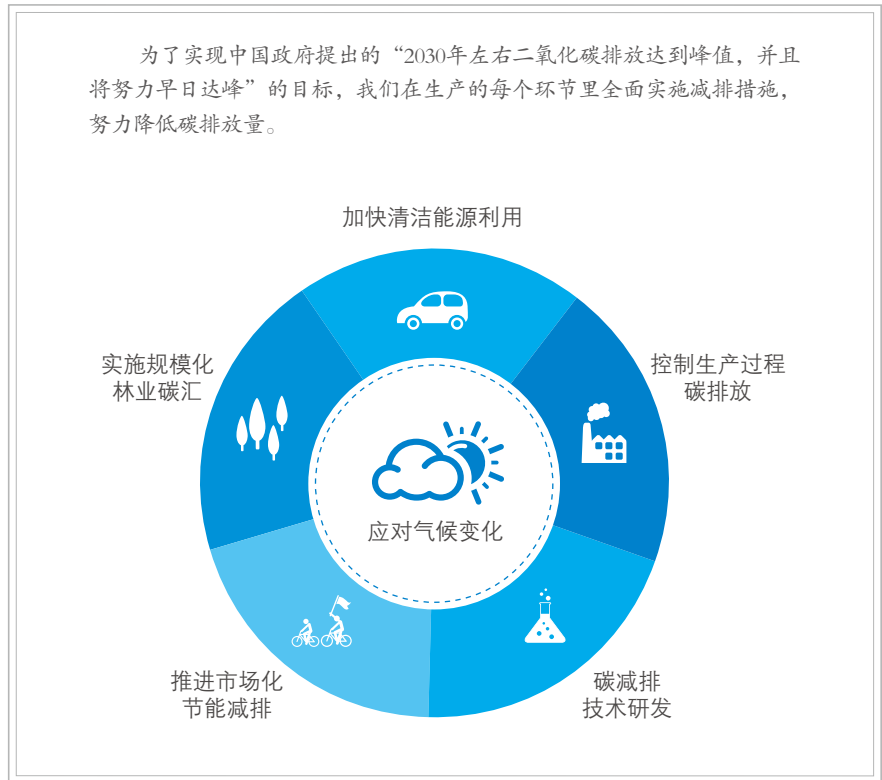 为了实现中国政府提出的“2030年左右二氧化碳排放达到峰值，并且
将努力早日达峰”的目标，我们在生产的每个环节里全面实施减排措施，
努力降低碳排放量。
加快清洁能源利用
实施规模化
林业碳汇
控制生产过程
碳排放
应对气候变化
推进市场化
节能减排
碳减排
技术研发